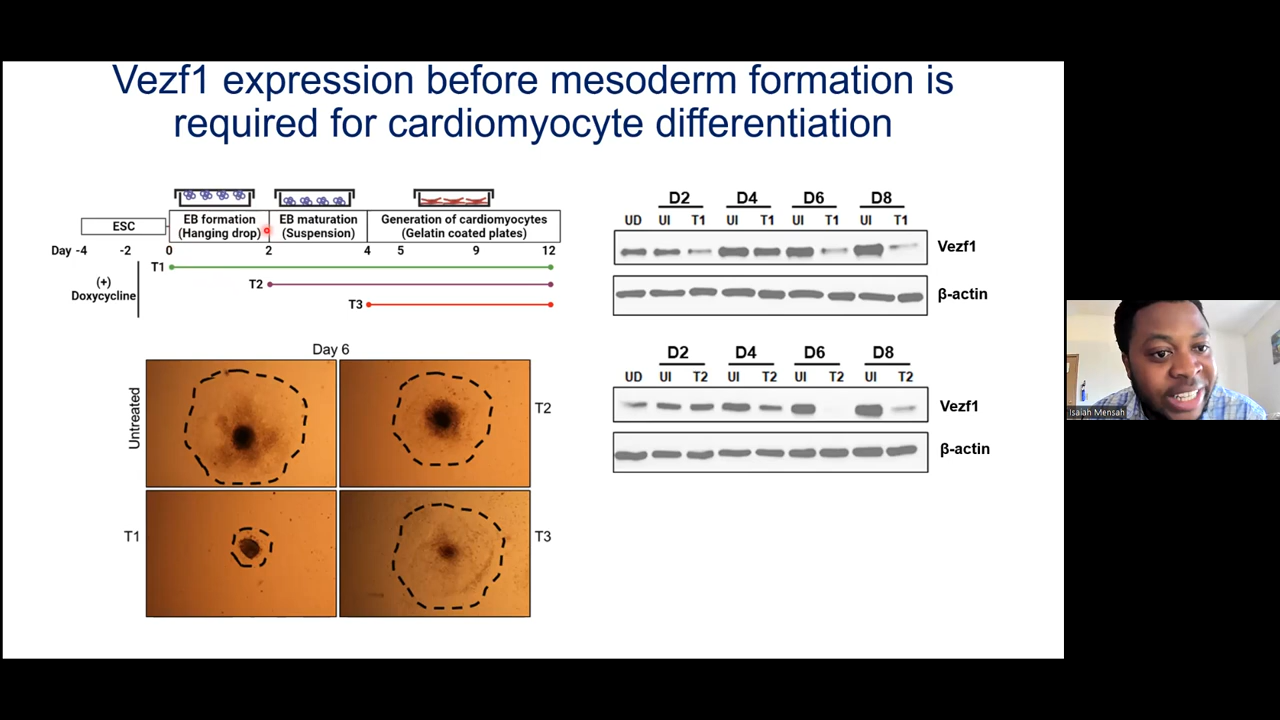 Vezf1 expression before mesoderm formation is
required for cardiomyocyte differentiation
ESC
EB formation
(Hanging drop)
EB maturation
(Suspension)
Generation of cardiomyocytes
(Gelatin coated plates)
Day -4 -2 0 2 4 5 9 12
(+)
Doxycycline
T1
T2
T3
Day 6
Untreated
T2
T1
T3
D2 D4 D6 D8
UD UI T1 UI T1 UI T1 UI T1
Vezf1
β-actin
D2 D4 D6 D8
UD UI T2 UI T2 UI T2 UI T2
Vezf1
β-actin
Isaiah Mensah